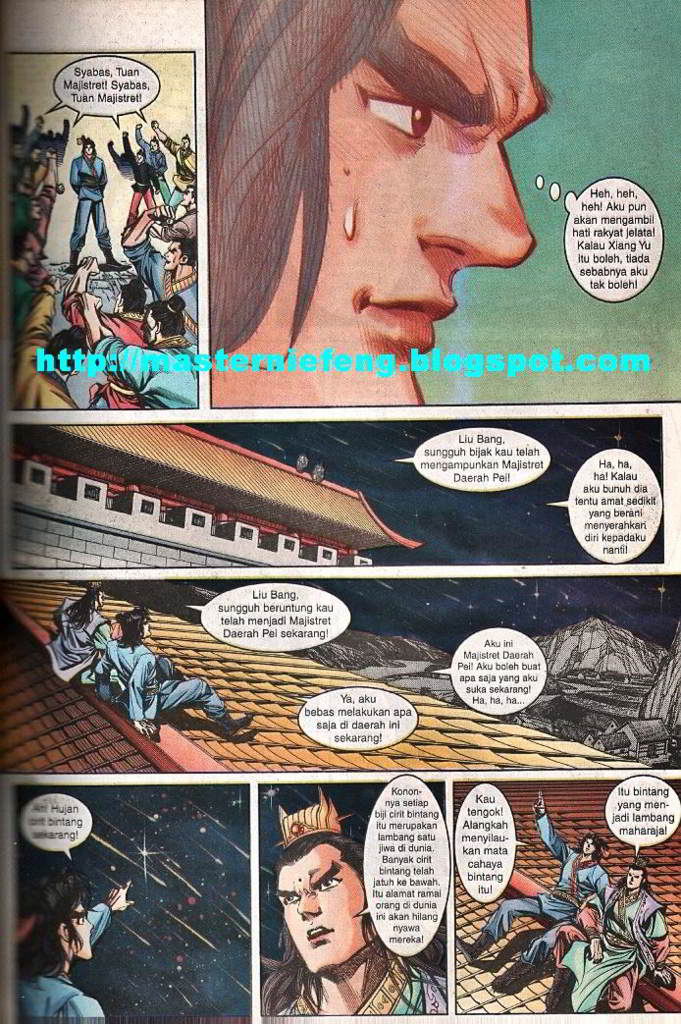 Syabas, Tuan
Majistret! Syabas,
Tuan Majistret!
Heh, heh,
heh! Aku pun
akan mengambil
hati rakyat jelata!
Kalau Xiang Yu
itu boleh, tiada
sebabnya aku
tak boleh!
http://masterniefeng.blogspot.com
Liu Bang,
sungguh bijak kau telah
mengampunkan Majistret
Daerah Pei!
Ha, ha,
ha! Kalau
aku bunuh dia
tentu amat sedikit
yang berani
menyerahkan
diri kepadaku
nanti!
Liu Bang,
sungguh beruntung kau
telah menjadi Majistret
Daerah Pei sekarang!
Aku ini
Majistret Daerah
Pei! Aku boleh buat
apa saja yang aku
suka sekarang!
Ha, ha, ha...
Ya, aku
bebas melakukan apa
saja di daerah ini
sekarang!
Hujan
cirit bintang
sekarang!
Konon-
nya setiap
biji cirit bintang
itu merupakan
lambang satu
jiwa di dunia.
Banyak cirit
bintang telah
jatuh ke bawah.
Itu alamat ramai
orang di dunia
ini akan hilang
nyawa
mereka!
Kau
tengok!
Alangkah
menyilau-
kan mata
cahaya
bintang
itu!
Itu bintang
yang men-
jadi lambang
maharaja!